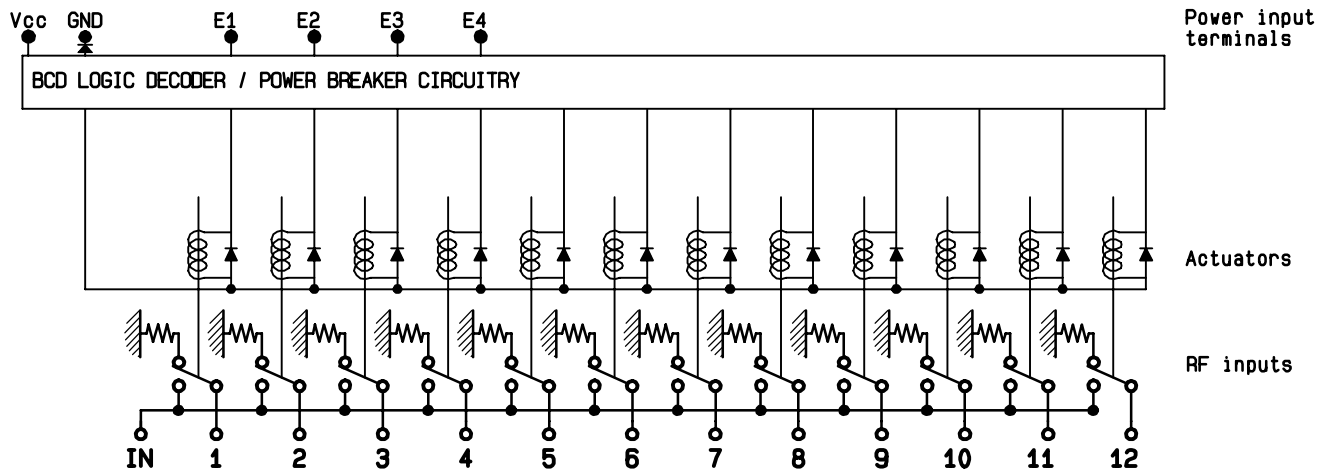 Vcc GND E1 E2 E3 E4 Power input
terminals
BCD LOGIC DECODER / POWER BREAKER CIRCUITRY
Actuators
RF inputs
IN 1 2 3 4 5 6 7 8 9 10 11 12